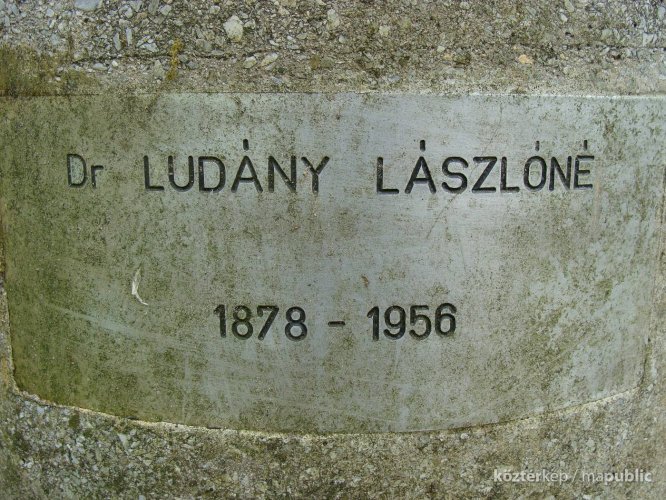 Dr LUDÁNY LÁSZLÓNÉ
1878 - 1956
köztérkép / mapublic